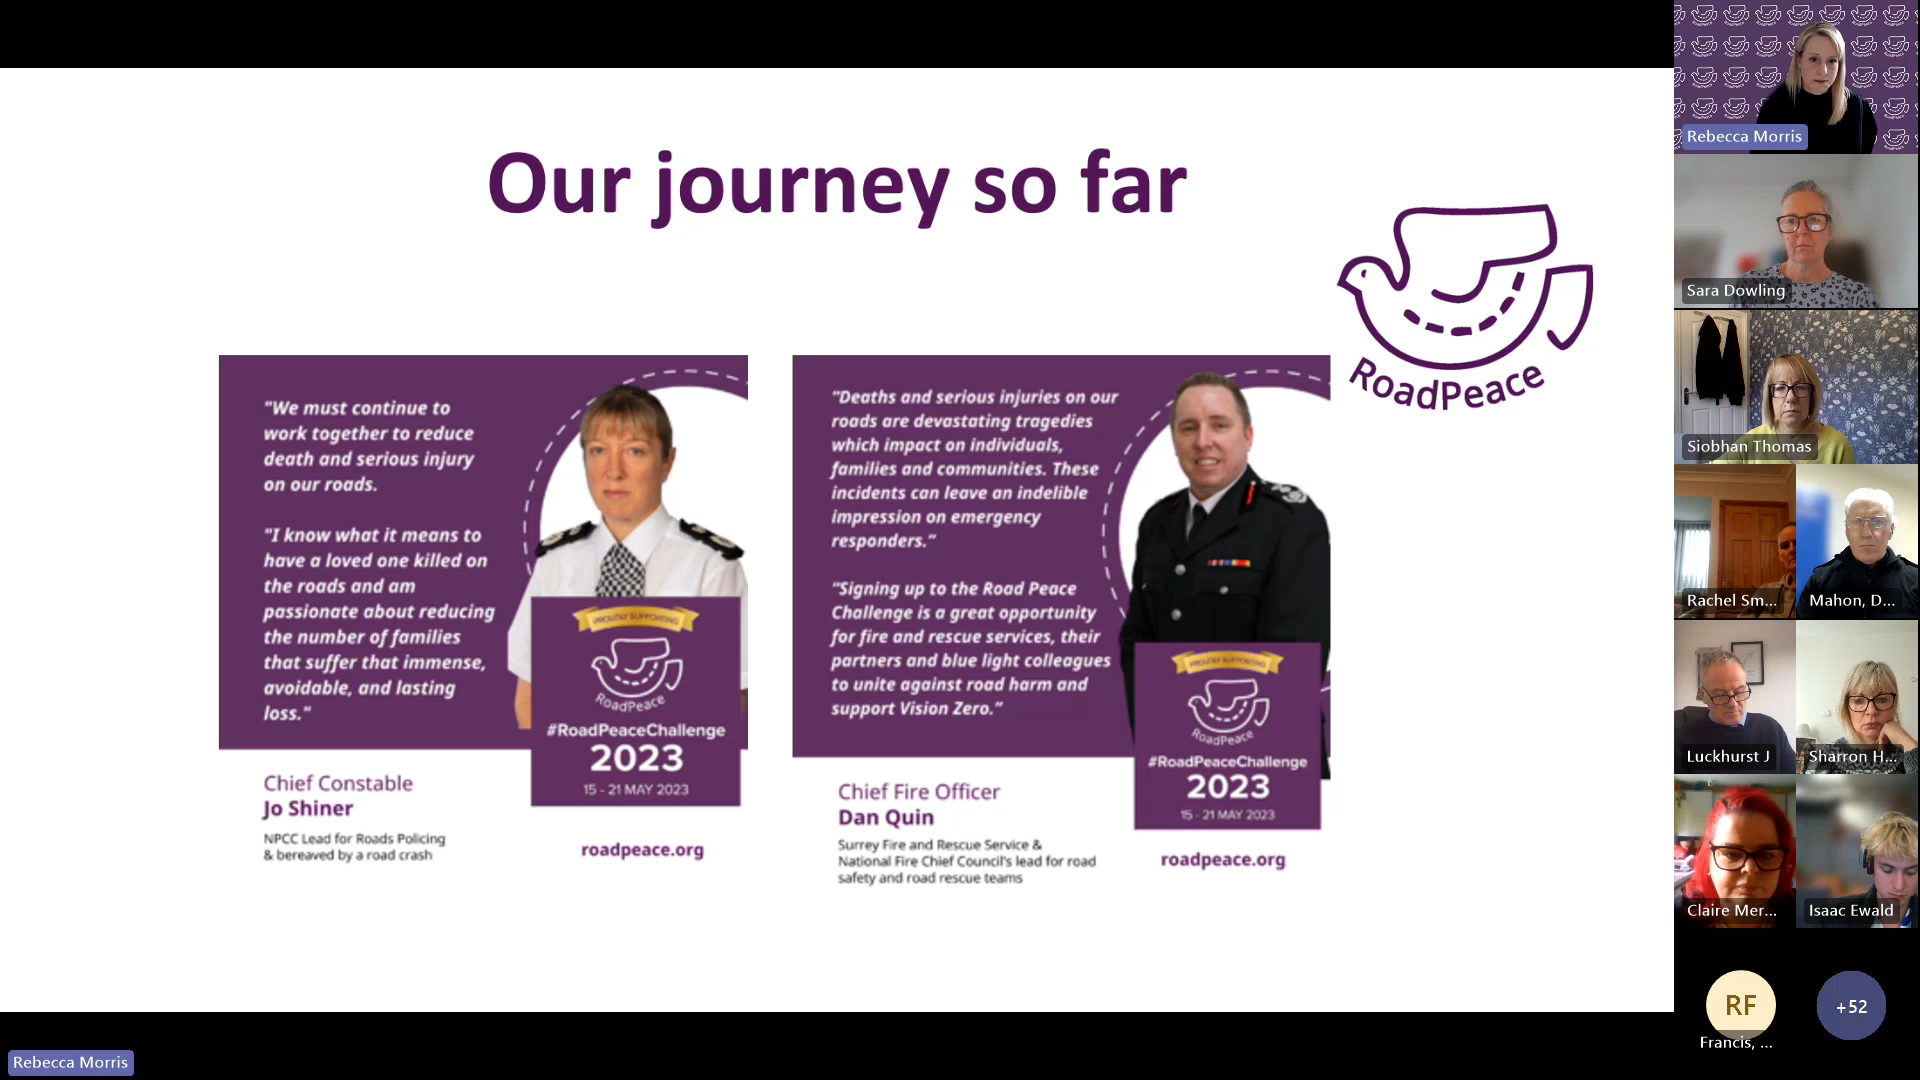 Our journey so far
RoadPeace
"We must continue to
work together to reduce
death and serious injury
on our roads.
"I know what it means to
have a loved one killed on
the roads and am
passionate about reducing
the number of families
that suffer that immense,
avoidable, and lasting
loss."
PROUDLY SUPPORTING
RoadPeace
#RoadPeaceChallenge
2023
15 - 21 MAY 2023
Chief Constable
Jo Shiner
NPCC Lead for Roads Policing
& bereaved by a road crash
roadpeace.org
"Deaths and serious injuries on our
roads are devastating tragedies
which impact on individuals,
families and communities. These
incidents can leave an indelible
impression on emergency
responders."
"Signing up to the Road Peace
Challenge is a great opportunity
for fire and rescue services, their
partners and blue light colleagues
to unite against road harm and
support Vision Zero."
PROUDLY SUPPORTING
RoadPeace
#RoadPeaceChallenge
2023
15 - 21 MAY 2023
Chief Fire Officer
Dan Quin
Surrey Fire and Rescue Service &
National Fire Chief Council's lead for road
safety and road rescue teams
roadpeace.org
Rebecca Morris
Sara Dowling
Siobhan Thomas
Rachel Sm...
Mahon, D...
Luckhurst J
Sharron H...
Claire Mer...
Isaac Ewald
RF
Francis, ...
+52
Rebecca Morris